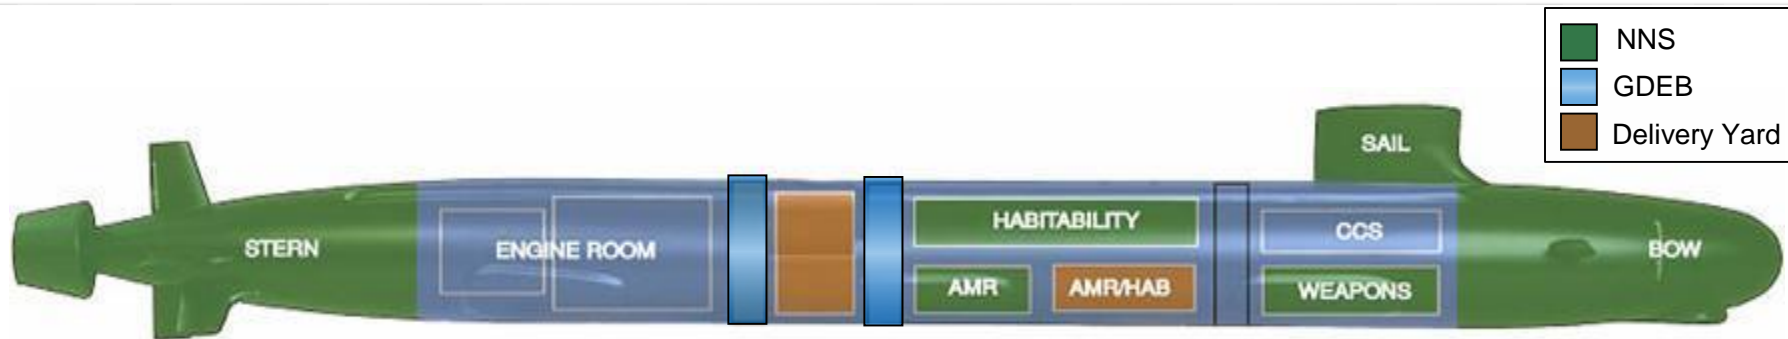 NNS
GDEB
Delivery Yard
SAIL
STERN
ENGINE ROOM
HABITABILITY
AMR
AMR/HAB
CCS
WEAPONS
BOW